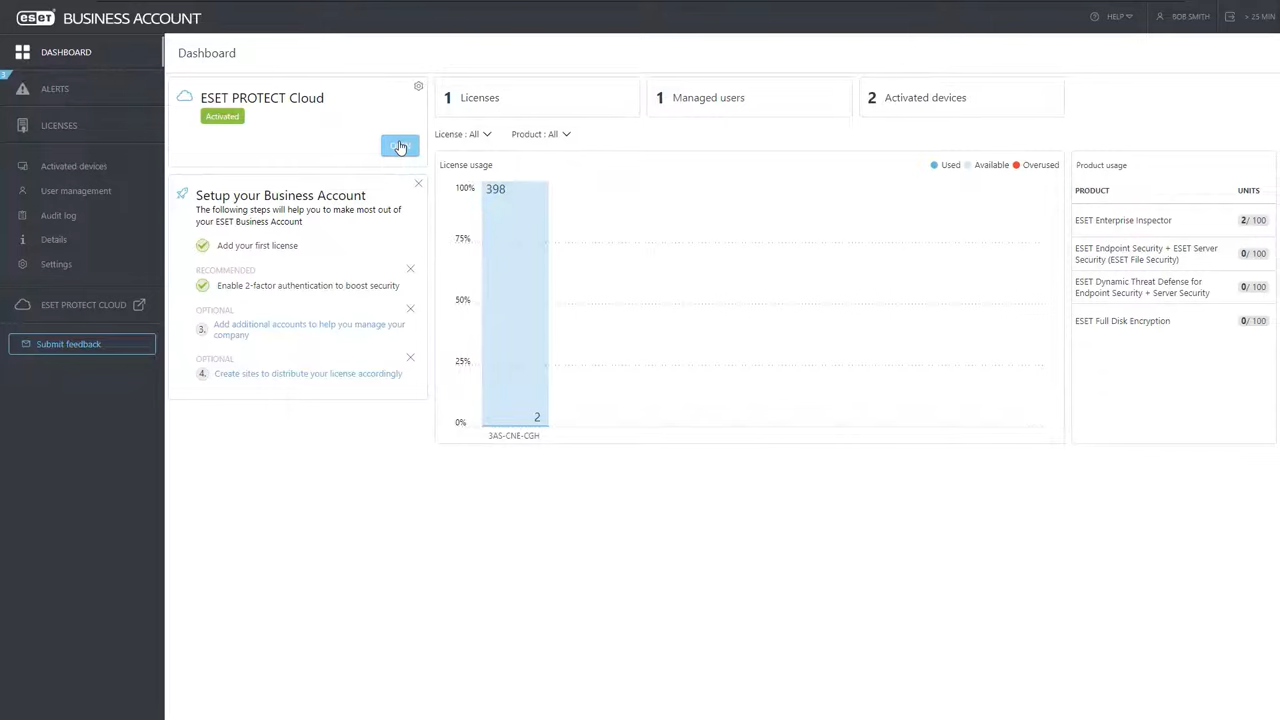 eset BUSINESS ACCOUNT
HELP
BOB SMITH
> 25 MIN
DASHBOARD
3
ALERTS
LICENSES
Activated devices
User management
Audit log
Details
Settings
ESET PROTECT CLOUD
Submit feedback
Dashboard
ESET PROTECT Cloud
Activated
Setup your Business Account
The following steps will help you to make most out of
your ESET Business Account
Add your first license
RECOMMENDED
Enable 2-factor authentication to boost security
OPTIONAL
3. Add additional accounts to help you manage your
company
OPTIONAL
4. Create sites to distribute your license accordingly
1 Licenses
1 Managed users
2 Activated devices
License : All
Product : All
License usage
Used Available Overused
100%
75%
50%
25%
0%
398
2
3AS-CNE-CGH
Product usage
PRODUCT UNITS
ESET Enterprise Inspector 2/ 100
ESET Endpoint Security + ESET Server
Security (ESET File Security) 0/ 100
ESET Dynamic Threat Defense for
Endpoint Security + Server Security 0/ 100
ESET Full Disk Encryption 0/ 100